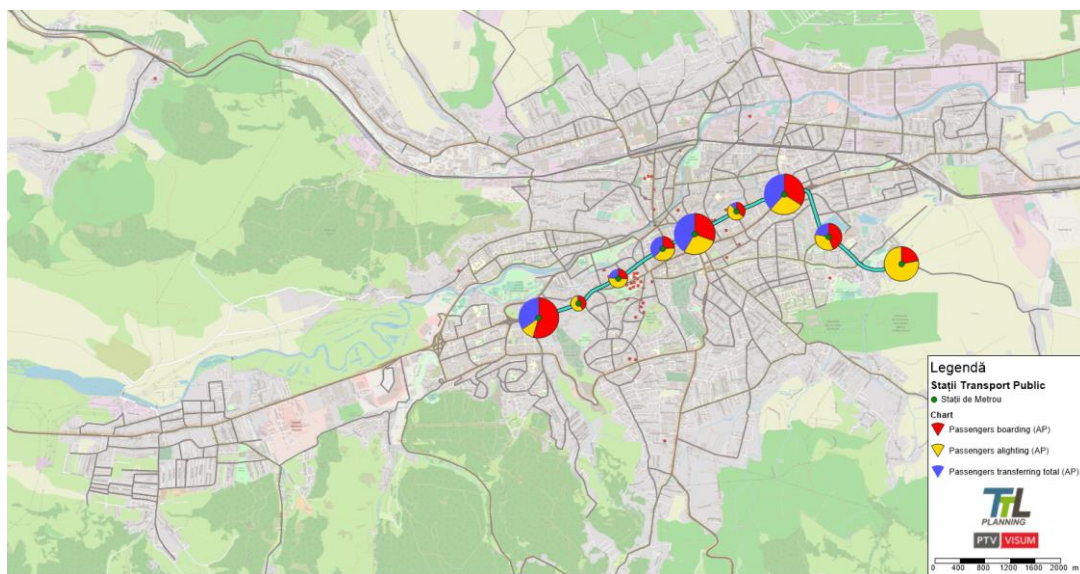 Legendă
Stații Transport Public
Stații de Metrou
Chart
Passengers boarding (AP)
Passengers alighting (AP)
Passengers transferring total (AP)
TTL
PLANNING
PTV VISUM
0 400 800 1200 1600 2000 m